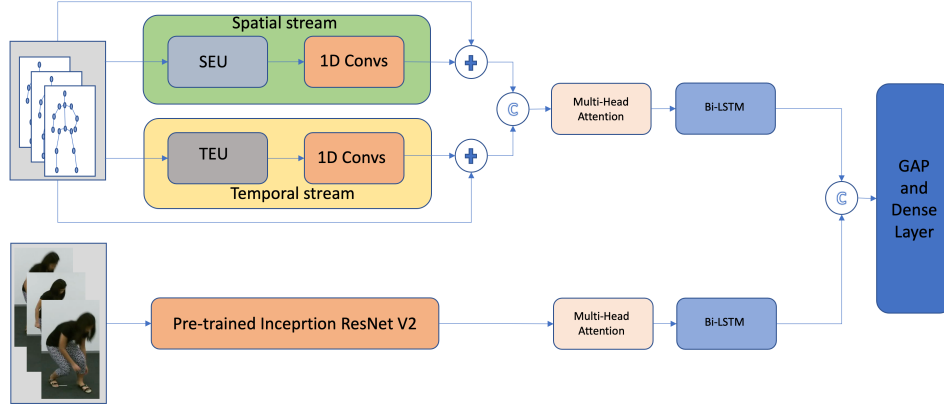 Spatial stream
SEU
1D Convs
C
Multi-Head
Attention
Bi-LSTM
TEU
1D Convs
Temporal stream
C
GAP
and
Dense
Layer
Pre-trained Inceprtion ResNet V2
Multi-Head
Attention
Bi-LSTM